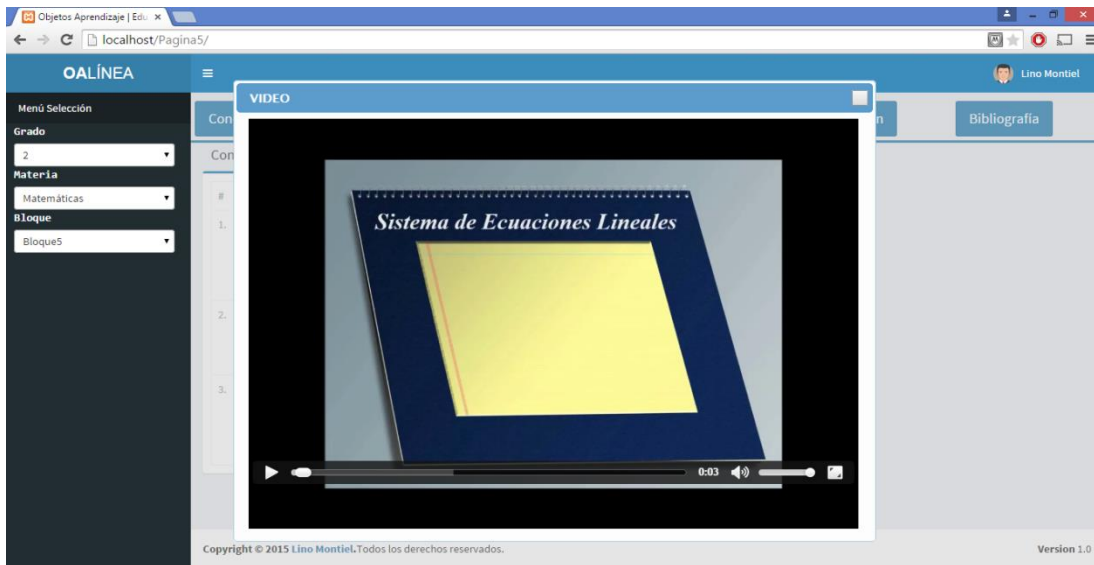 Objetos Aprendizaje | Edu
localhost/Pagina5/
OALÍNEA
Lino Montiel
Menú Selección
Grado
2
Materia
Matemáticas
Bloque
Bloque5
VIDEO
Con
n
Bibliografía
Con
#
1.
2.
3.
Sistema de Ecuaciones Lineales
0:03
Copyright © 2015 Lino Montiel.Todos los derechos reservados.
Version 1.0